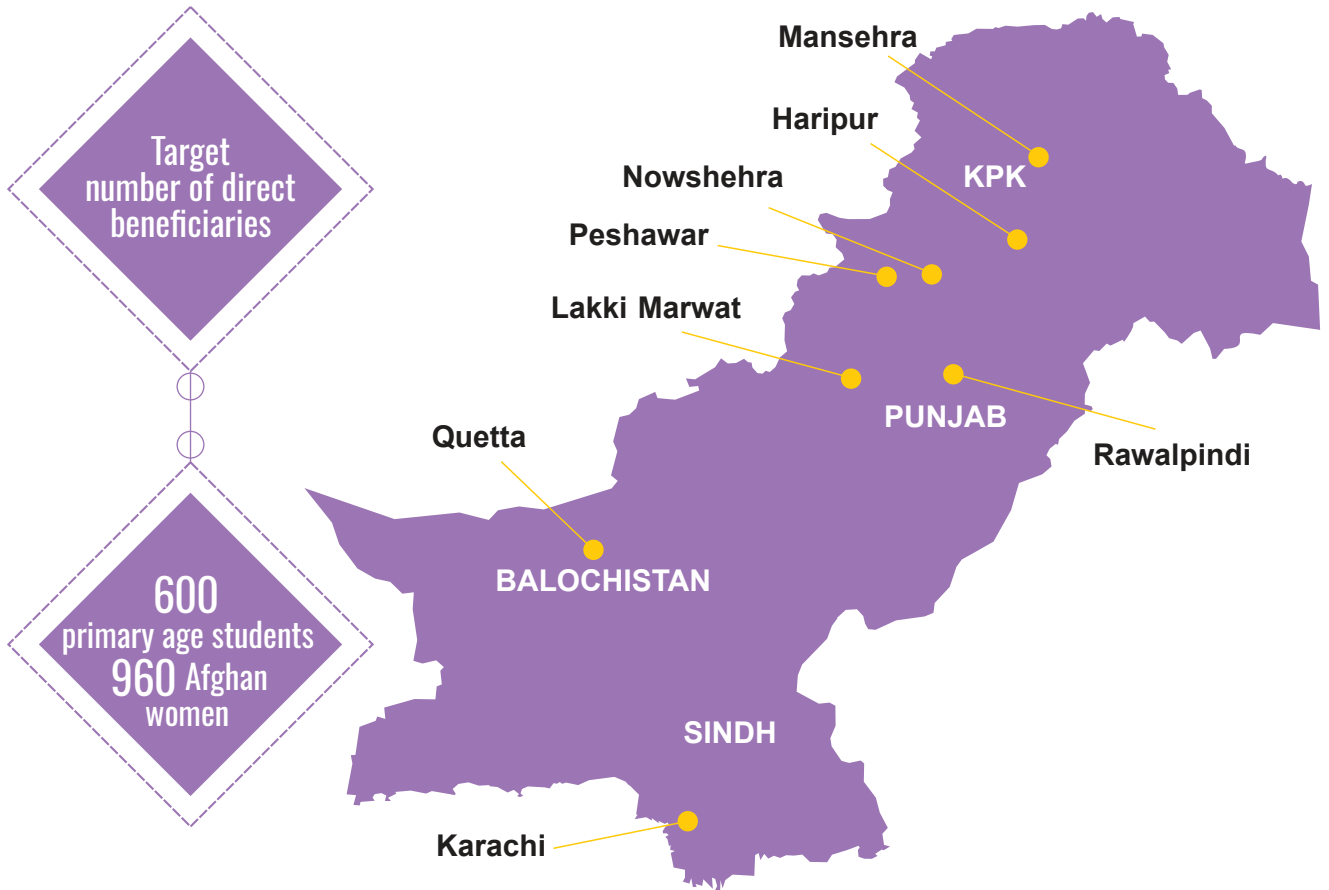 Target
number of direct
beneficiaries
600
primary age students
960 Afghan
women
Mansehra
Haripur
KPK
Nowshehra
Peshawar
Lakki Marwat
PUNJAB
Rawalpindi
Quetta
BALOCHISTAN
SINDH
Karachi